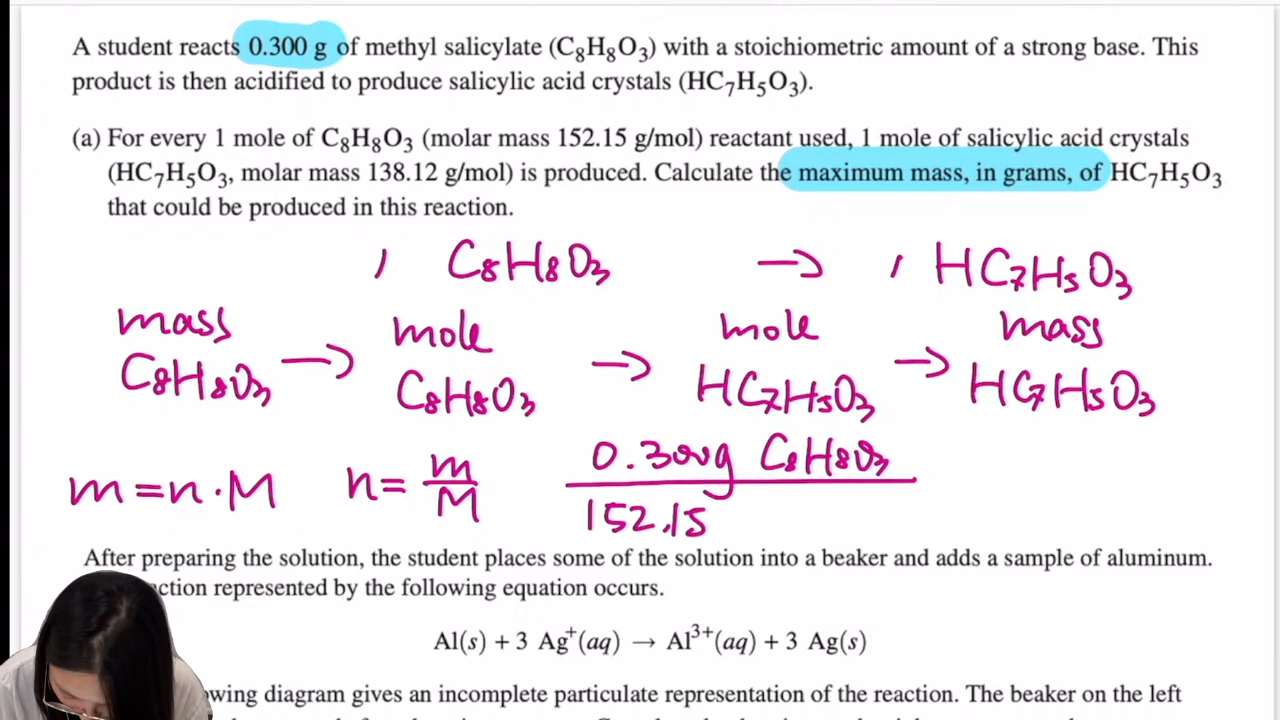 A student reacts 0.300 g of methyl salicylate (C₈H₈O₃) with a stoichiometric amount of a strong base. This
product is then acidified to produce salicylic acid crystals (HC₇H₅O₃).
(a) For every 1 mole of C₈H₈O₃ (molar mass 152.15 g/mol) reactant used, 1 mole of salicylic acid crystals
(HC₇H₅O₃, molar mass 138.12 g/mol) is produced. Calculate the maximum mass, in grams, of HC₇H₅O₃
that could be produced in this reaction.
1 C₈H₈O₃ → 1 HC₇H₅O₃
mass mole mole mass
C₈H₈O₃ → C₈H₈O₃ → HC₇H₅O₃ → HC₇H₅O₃
m = n · M n = m/M 0.300g C₈H₈O₃
152.15
After preparing the solution, the student places some of the solution into a beaker and adds a sample of aluminum.
ction represented by the following equation occurs.
Al(s) + 3 Ag⁺(aq) → Al³⁺(aq) + 3 Ag(s)
owing diagram gives an incomplete particulate representation of the reaction. The beaker on the left